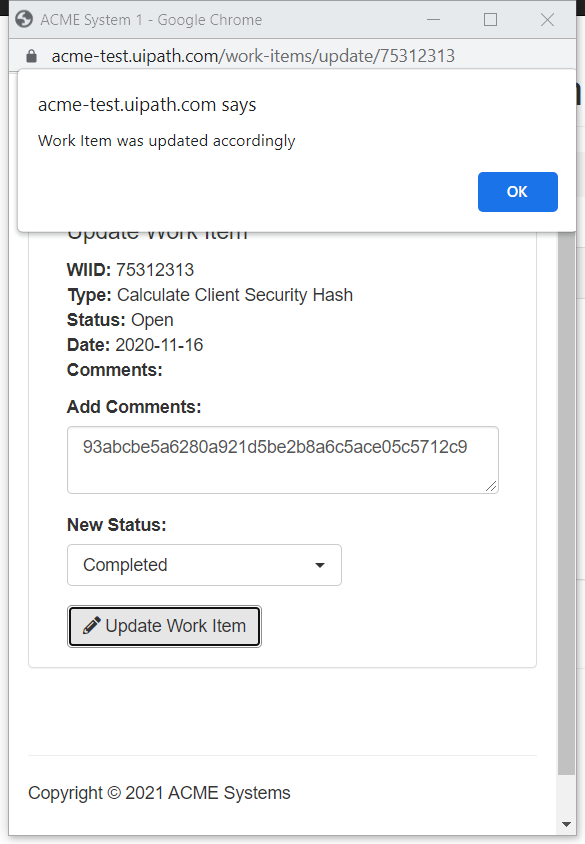 ACME System 1 - Google Chrome
acme-test.uipath.com/work-items/update/75312313
acme-test.uipath.com says
Work Item was updated accordingly
OK
Update Work Item
WIID: 75312313
Type: Calculate Client Security Hash
Status: Open
Date: 2020-11-16
Comments:
Add Comments:
93abcbe5a6280a921d5be2b8a6c5ace05c5712c9
New Status:
Completed
Update Work Item
Copyright © 2021 ACME Systems